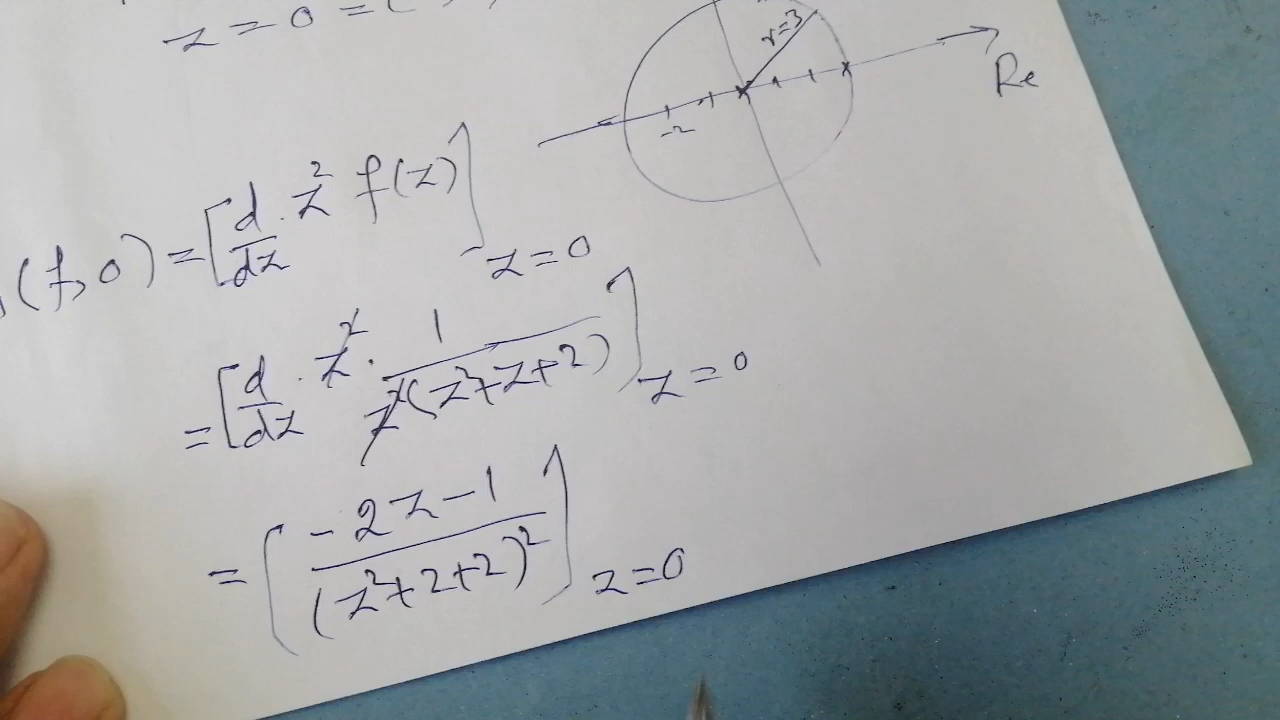 z = 0 = (
r=3
Re
-2
(f, 0) = [d/dz · z² f(z)] z=0
= [d/dz · z² · 1/z²(z²+z+2)] z=0
= [-2z-1/(z²+2+2)²] z=0